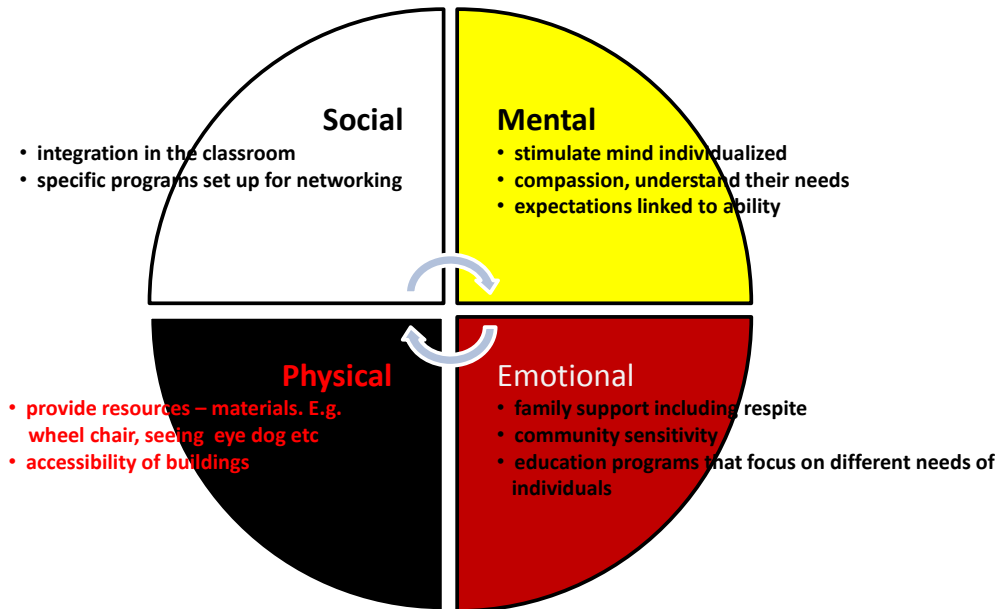 Social
• integration in the classroom
• specific programs set up for networking
Mental
• stimulate mind individualized
• compassion, understand their needs
• expectations linked to ability
Physical
• provide resources – materials. E.g.
wheel chair, seeing eye dog etc
• accessibility of buildings
Emotional
• family support including respite
• community sensitivity
• education programs that focus on different needs of
individuals